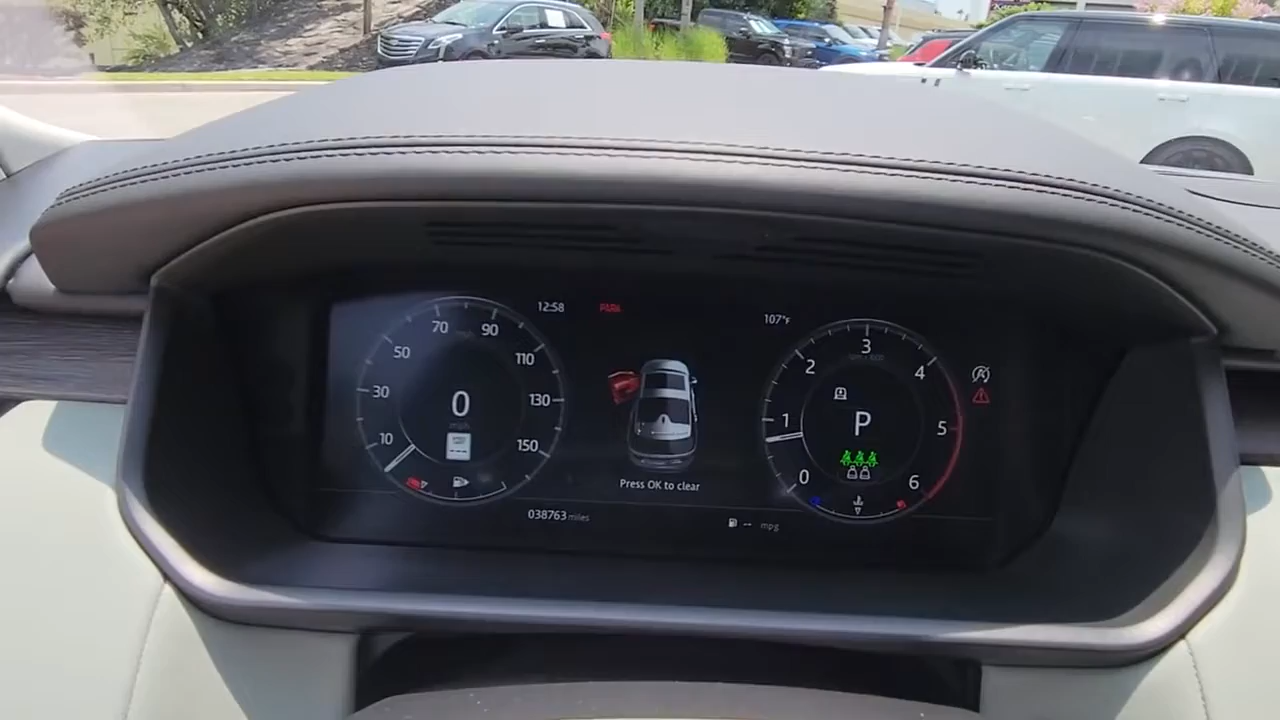 12:58 PARK 107°F
70 mph 90
50 110
30 130
10 150
0
mph
3
2 4
1 5
0 6
P
Press OK to clear
038763 miles
-- mpg